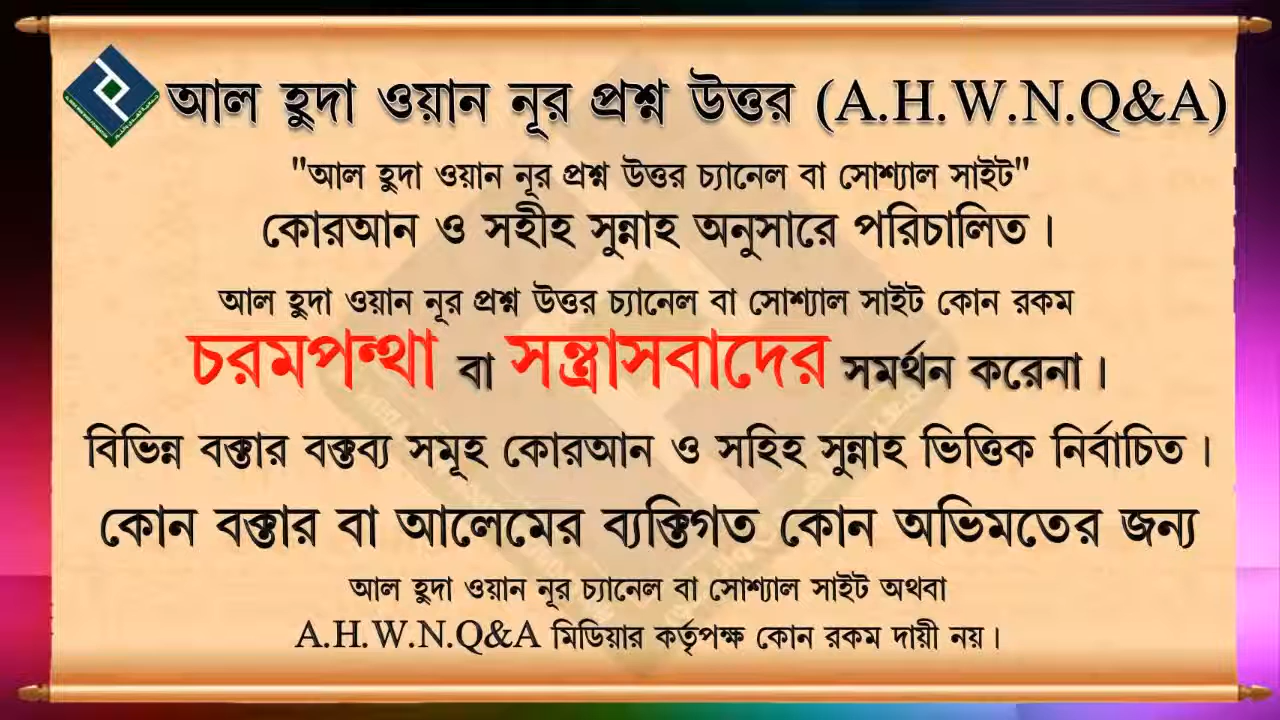 আল হুদা ওয়ান নূর প্রশ্ন উত্তর (A.H.W.N.Q&A)
"আল হুদা ওয়ান নূর প্রশ্ন উত্তর চ্যানেল বা সোশ্যাল সাইট"
কোরআন ও সহীহ সুন্নাহ অনুসারে পরিচালিত।
আল হুদা ওয়ান নূর প্রশ্ন উত্তর চ্যানেল বা সোশ্যাল সাইট কোন রকম
চরমপন্থা বা সন্ত্রাসবাদের সমর্থন করেনা।
বিভিন্ন বক্তার বক্তব্য সমূহ কোরআন ও সহিহ সুন্নাহ ভিত্তিক নির্বাচিত।
কোন বক্তার বা আলেমের ব্যক্তিগত কোন অভিমতের জন্য
আল হুদা ওয়ান নূর চ্যানেল বা সোশ্যাল সাইট অথবা
A.H.W.N.Q&A মিডিয়ার কর্তৃপক্ষ কোন রকম দায়ী নয়।